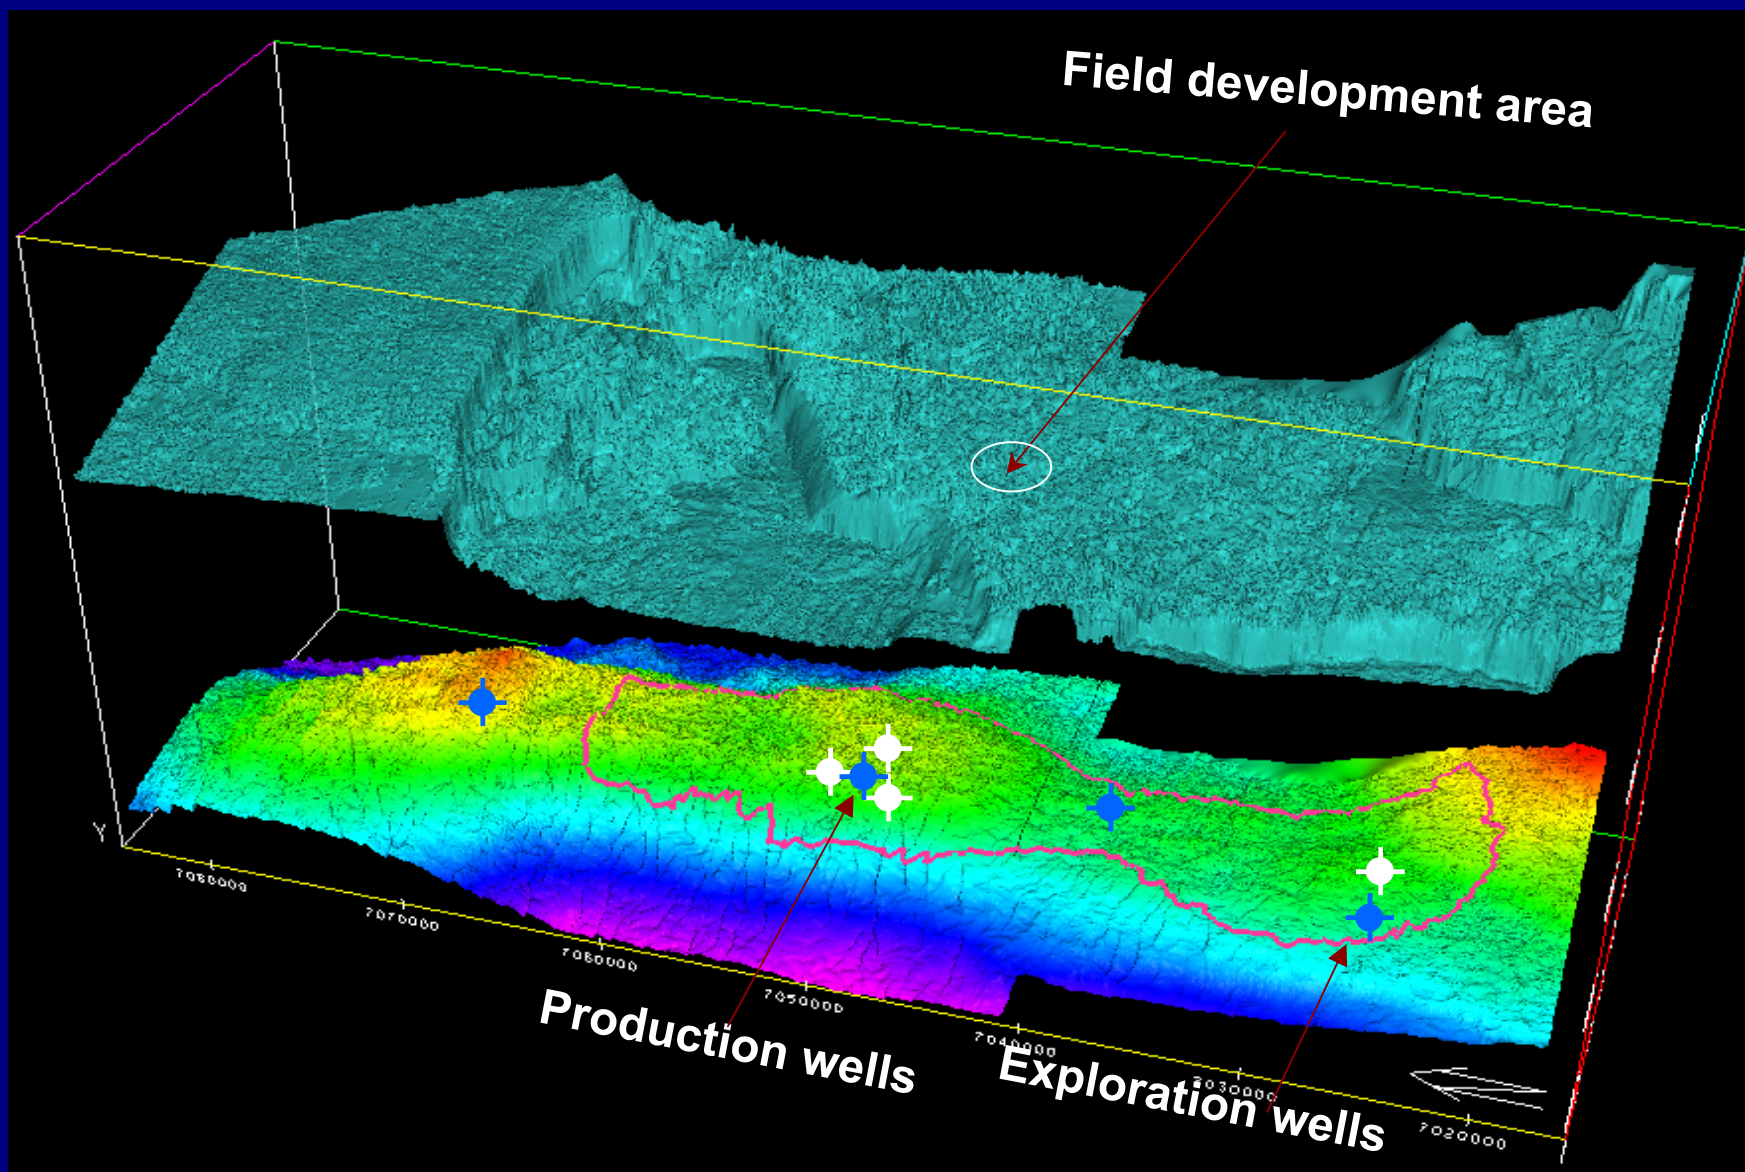 Field development area
Y
7080000
7070000
7060000
7050000
7040000
Production wells
Exploration wells
7030000
7020000